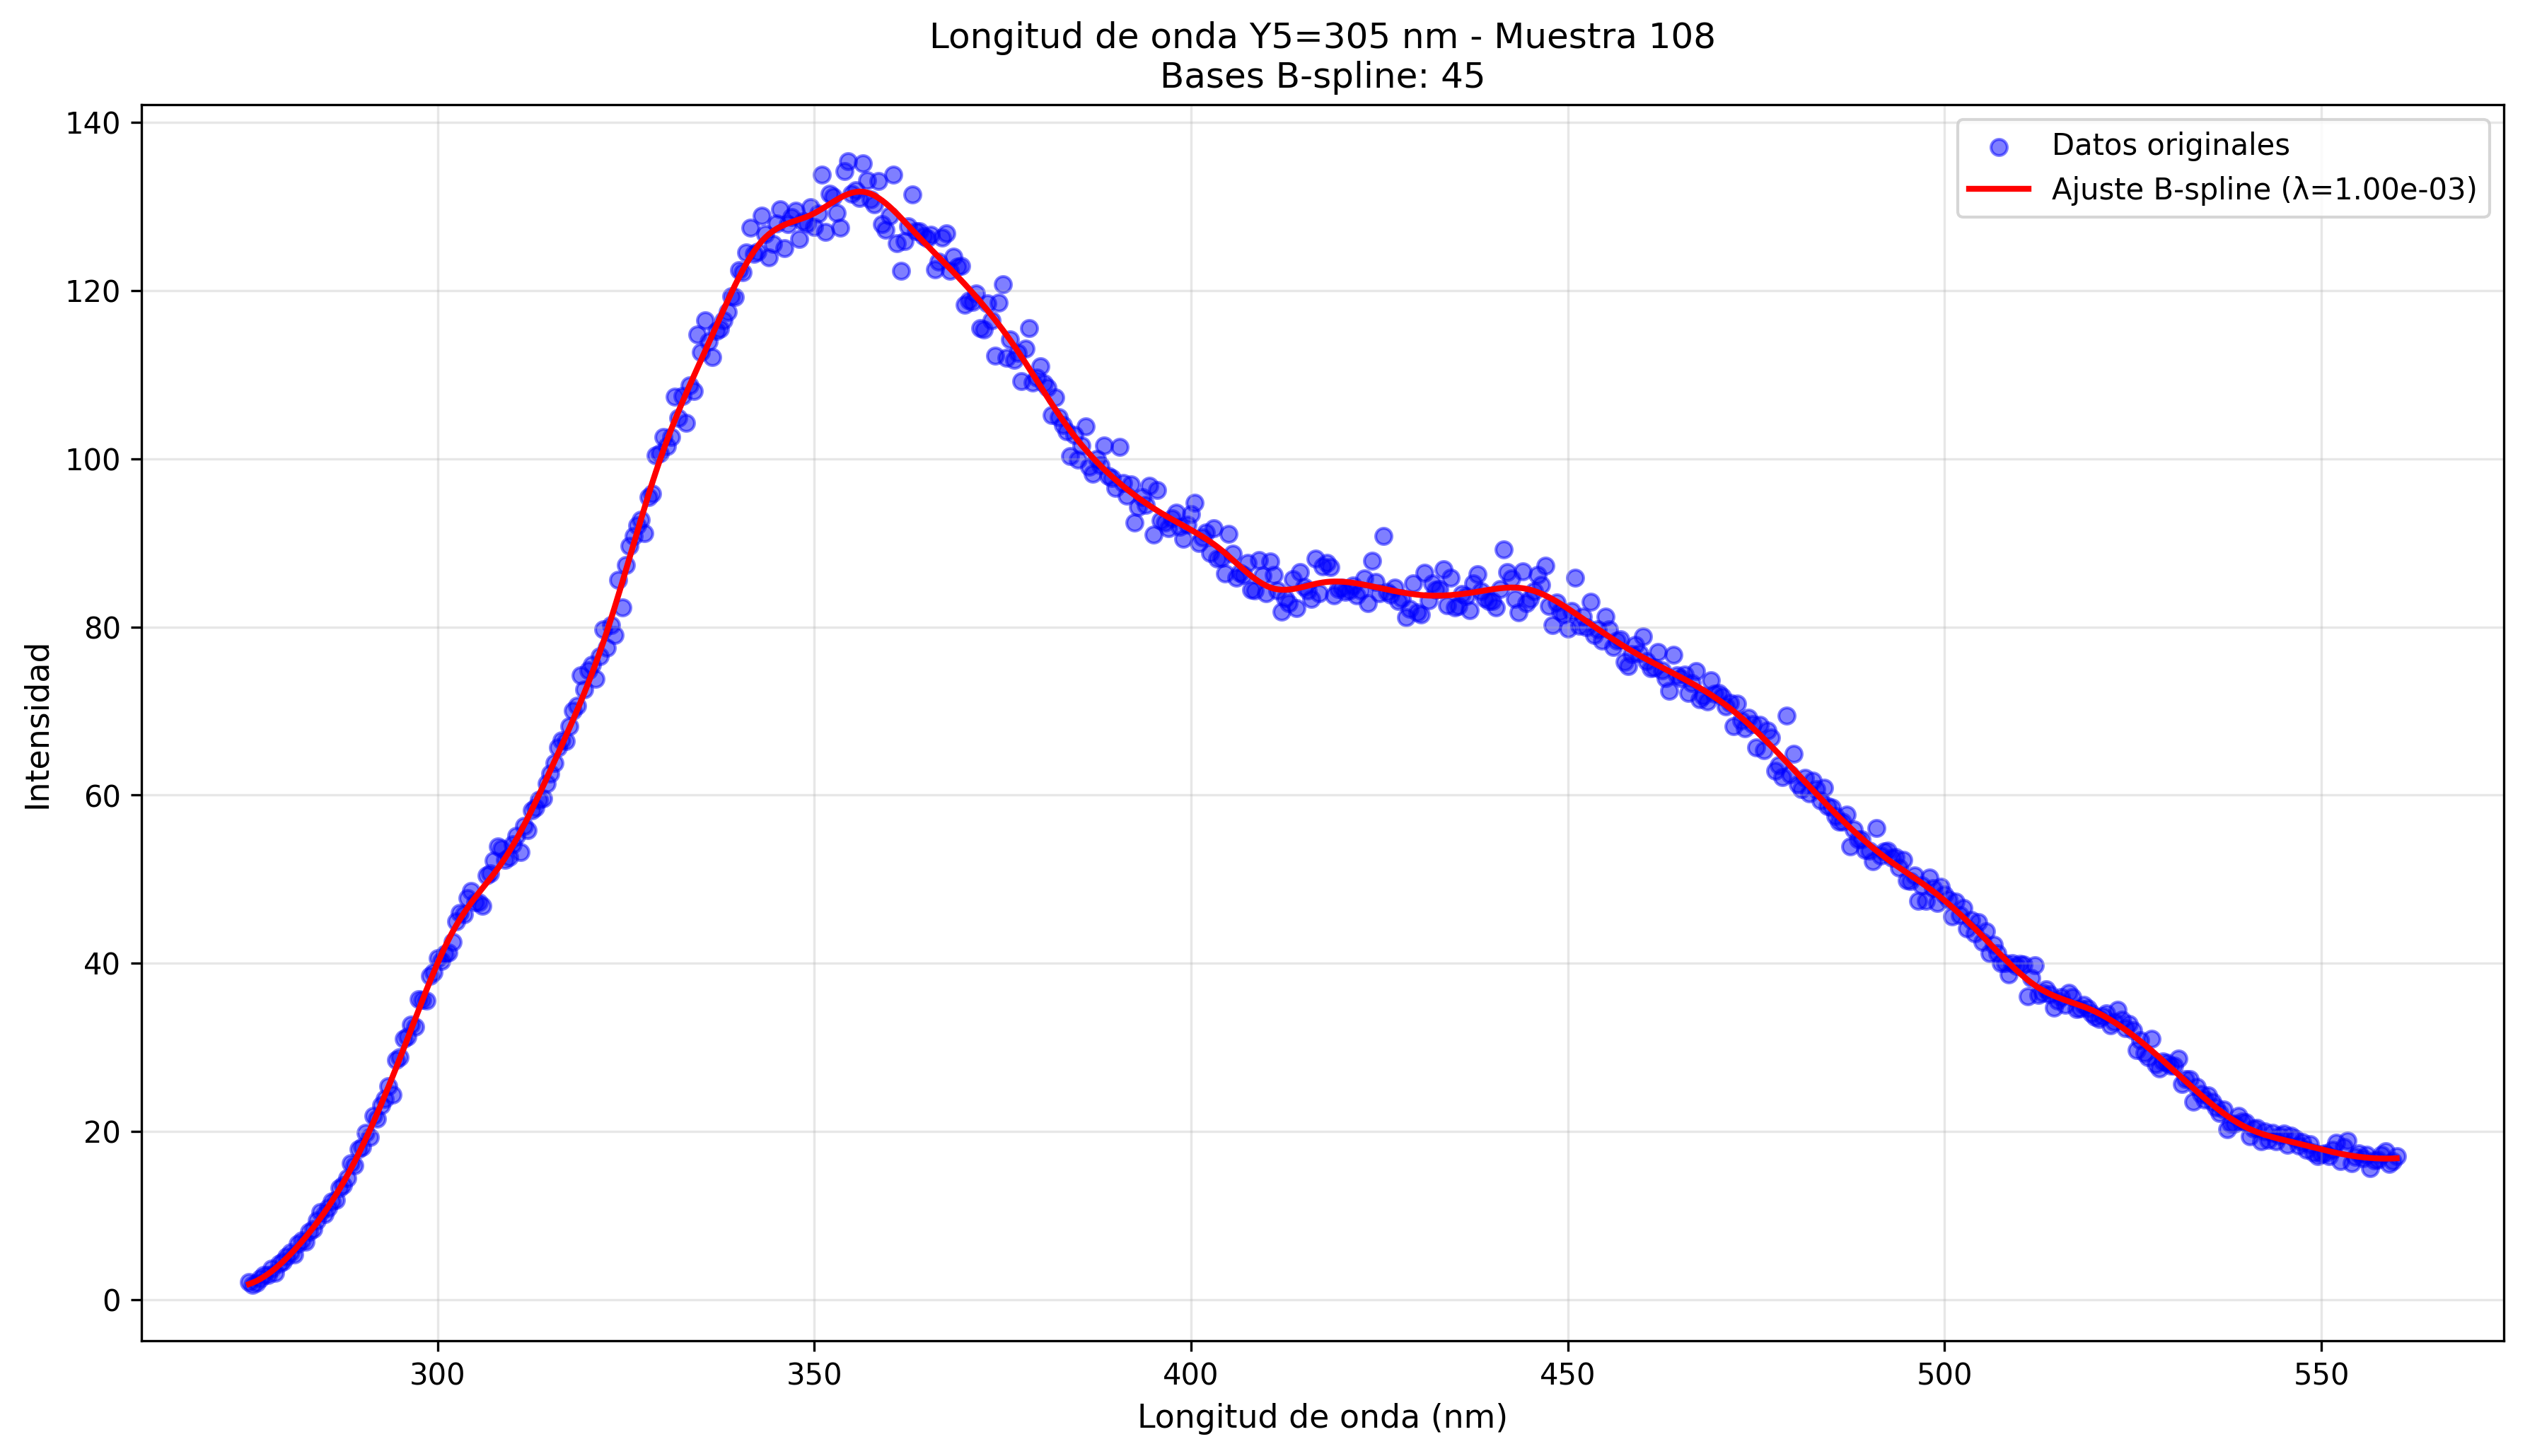 Longitud de onda Y5=305 nm - Muestra 108
Bases B-spline: 45
Datos originales
Ajuste B-spline (λ=1.00e-03)
Intensidad
140
120
100
80
60
40
20
0
300 350 400 450 500 550
Longitud de onda (nm)